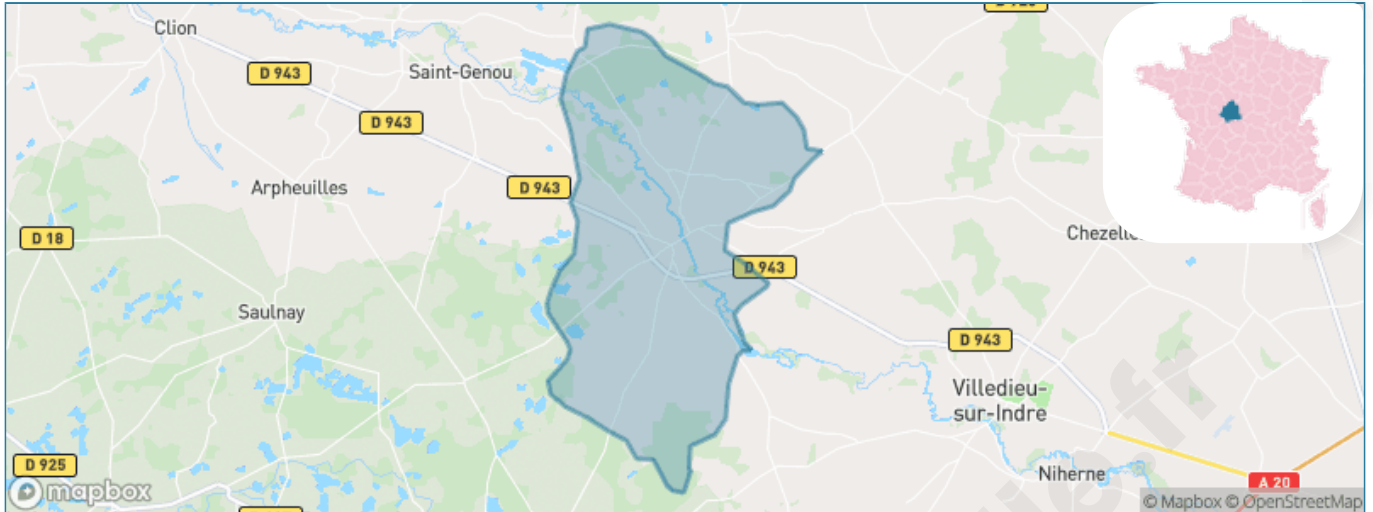 Clion
D 943
Saint-Genou
D 943
Arpheuilles
D 943
D 18
Chezelle
D 943
Saulnay
D 943
Villedieu-
sur-Indre
D 925
Niherne
A 20
mapbox
© Mapbox © OpenStreetMap